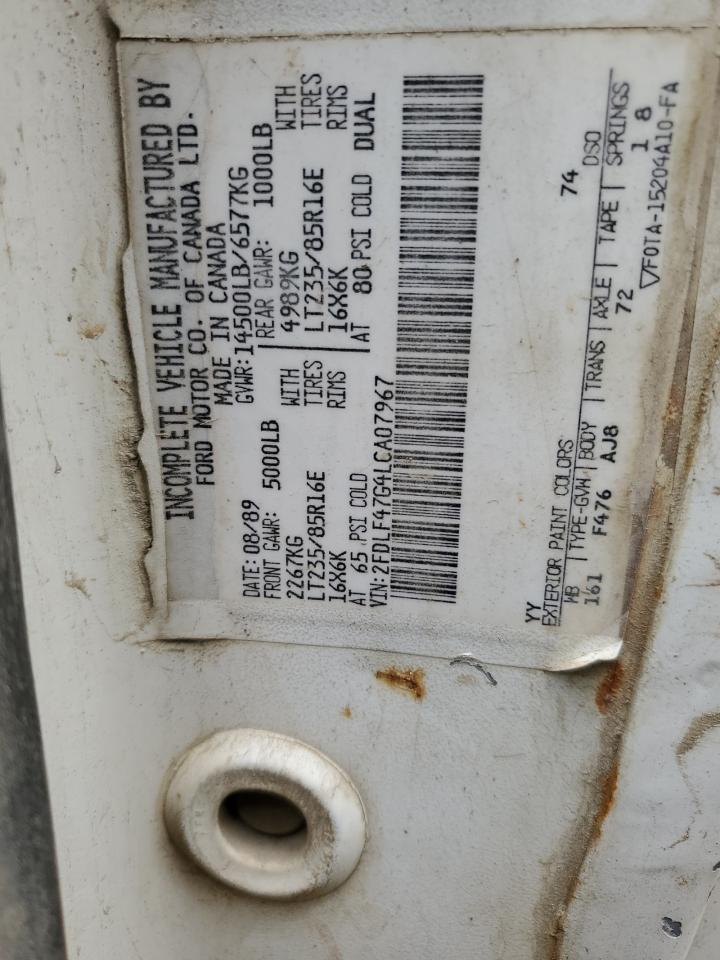 INCOMPLETE VEHICLE MANUFACTURED BY
FORD MOTOR CO. OF CANADA LTD.
MADE IN CANADA
DATE: 08/89 GVWR: 14500LB/6577KG
FRONT GAWR: 5000LB REAR GAWR: 1000LB
2267KG WITH 4989KG WITH
LT235/85R16E TIRES LT235/85R16E TIRES
16X6K RIMS 16X6K RIMS
AT 65 PSI COLD AT 80 PSI COLD DUAL
VIN: 2FDLF47G4LCA07967
YY 74
EXTERIOR PAINT COLORS DSO
WB TYPE-GVW BODY TRANS AXLE TAPE SPRINGS
161 F476 AJ8 72 1 8
F0TA-15204A10-FA